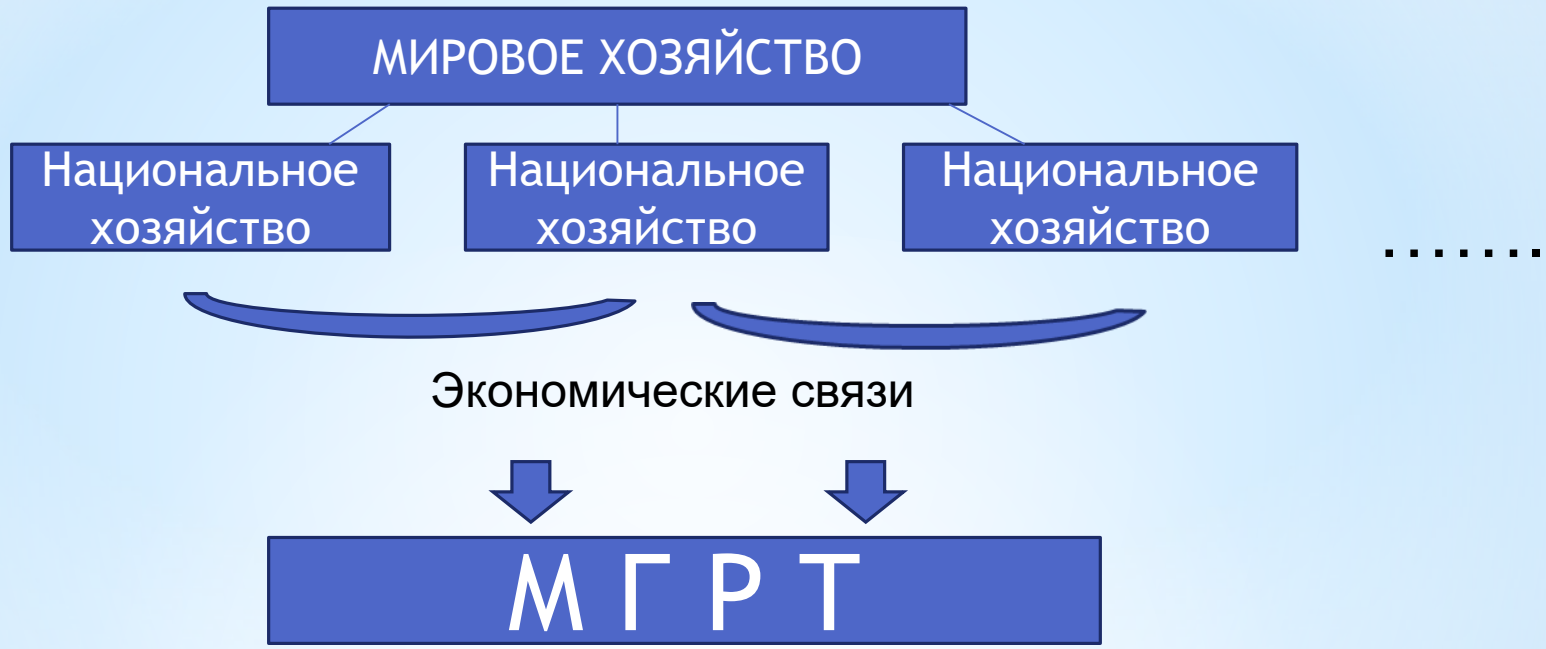 МИРОВОЕ ХОЗЯЙСТВО
Национальное
хозяйство
Национальное
хозяйство
Национальное
хозяйство
.......
Экономические связи
М Г Р Т